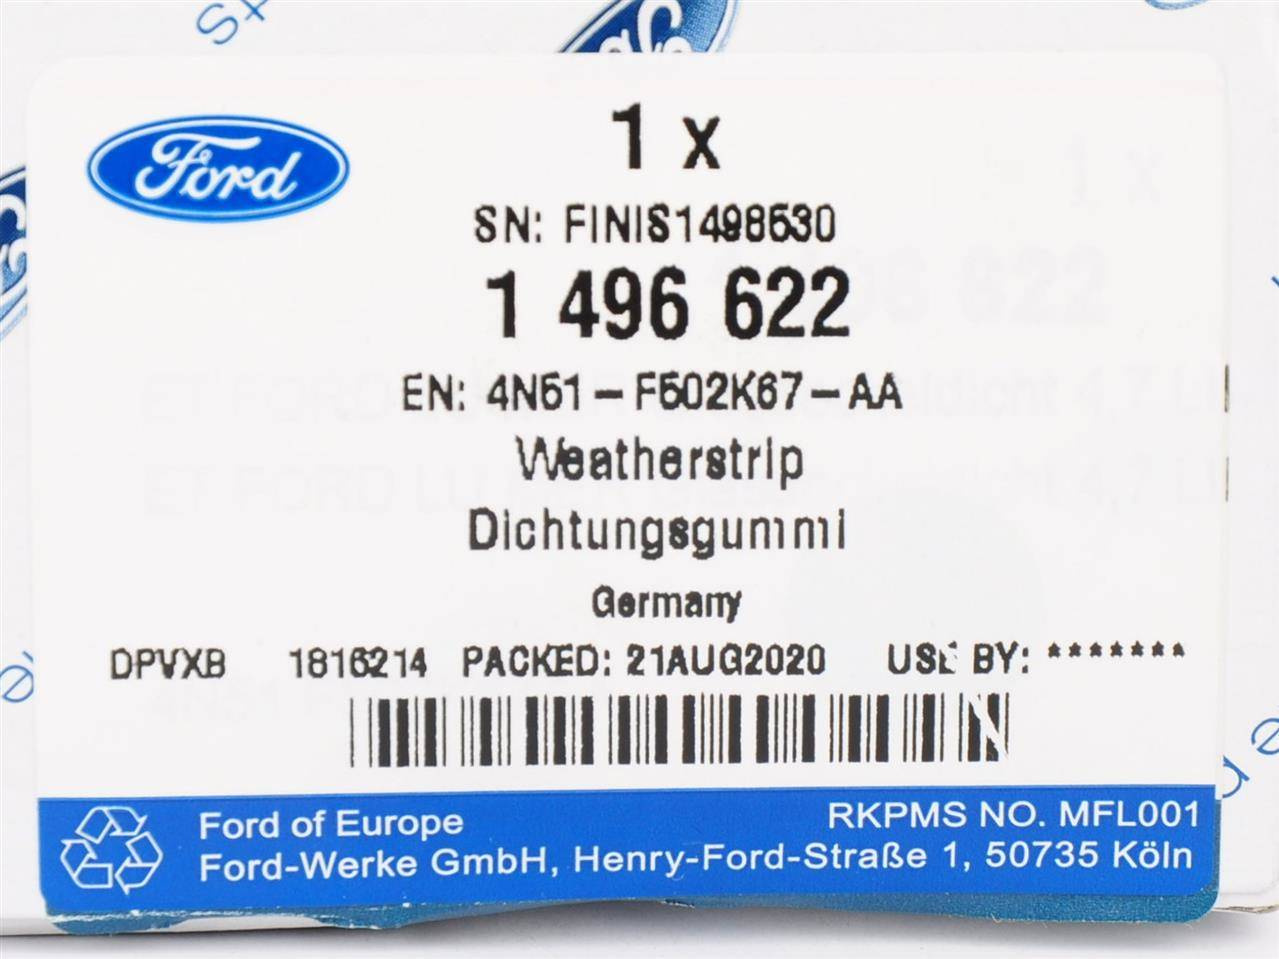 Ford
1 x
SN: FINIS1498530
1 496 622
EN: 4N51-F502K67-AA
Weatherstrip
Dichtungsgummi
Germany
DPVXB 1816214 PACKED: 21AUG2020 USE BY: *******
Ford of Europe RKPMS NO. MFL001
Ford-Werke GmbH, Henry-Ford-Straße 1, 50735 Köln